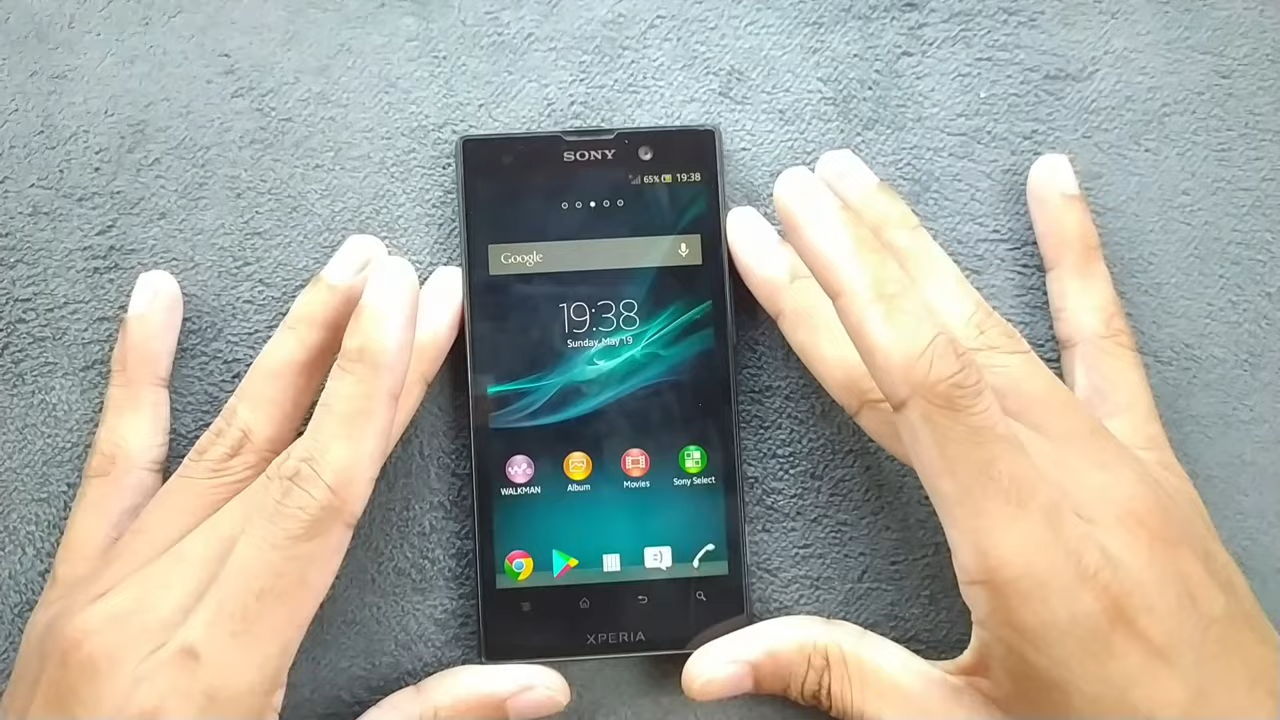 SONY
65% 19:38
Google
19:38
Sunday, May 19
WALKMAN Album Movies Sony Select
XPERIA